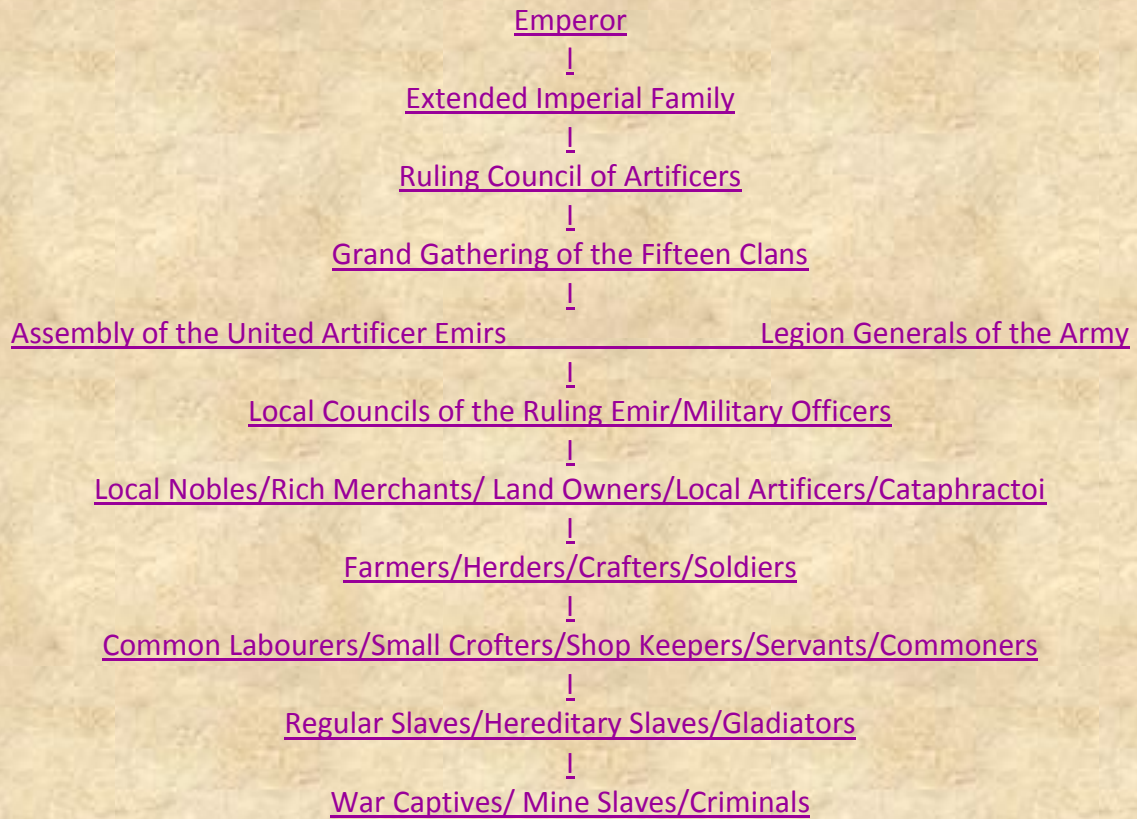 Emperor
I
Extended Imperial Family
I
Ruling Council of Artificers
I
Grand Gathering of the Fifteen Clans
I
Assembly of the United Artificer Emirs Legion Generals of the Army
I
Local Councils of the Ruling Emir/Military Officers
I
Local Nobles/Rich Merchants/ Land Owners/Local Artificers/Cataphractoi
I
Farmers/Herders/Crafters/Soldiers
I
Common Labourers/Small Crofters/Shop Keepers/Servants/Commoners
I
Regular Slaves/Hereditary Slaves/Gladiators
I
War Captives/ Mine Slaves/Criminals